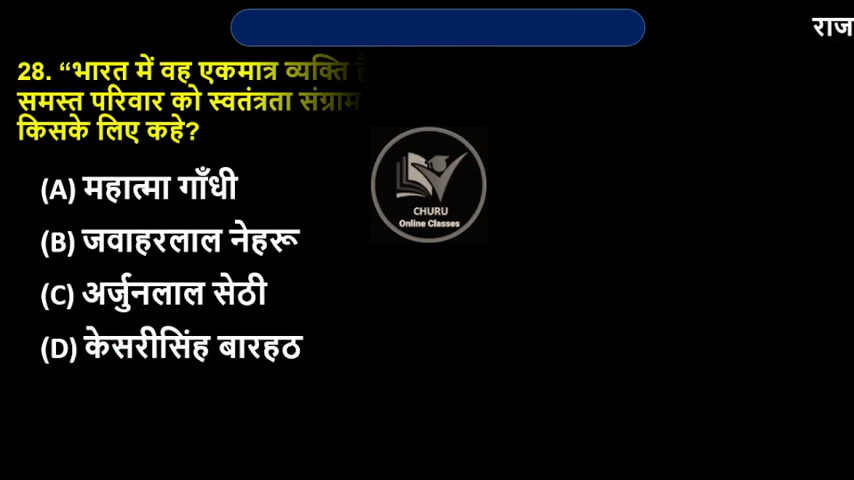 राज
28. “भारत में वह एकमात्र व्यक्ति
समस्त परिवार को स्वतंत्रता संग्राम
किसके लिए कहे?
(A) महात्मा गाँधी
(B) जवाहरलाल नेहरू
(C) अर्जुनलाल सेठी
(D) केसरीसिंह बारहठ
CHURU
Online Classes